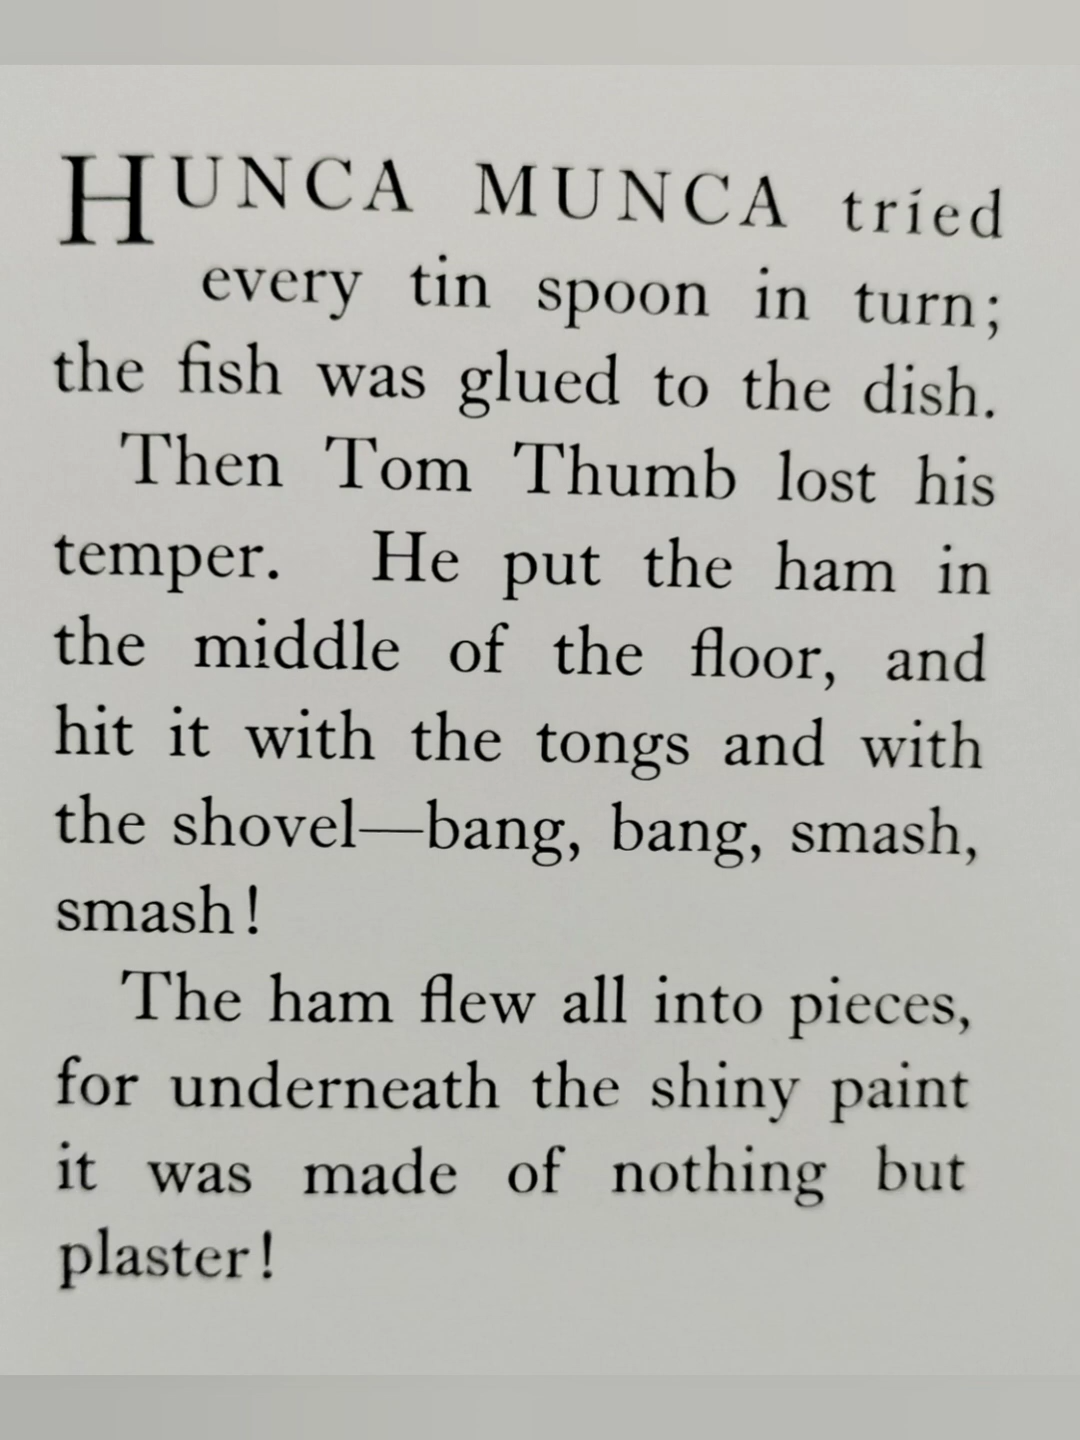 HUNCA MUNCA tried
every tin spoon in turn;
the fish was glued to the dish.
Then Tom Thumb lost his
temper. He put the ham in
the middle of the floor, and
hit it with the tongs and with
the shovel—bang, bang, smash,
smash!
The ham flew all into pieces,
for underneath the shiny paint
it was made of nothing but
plaster!